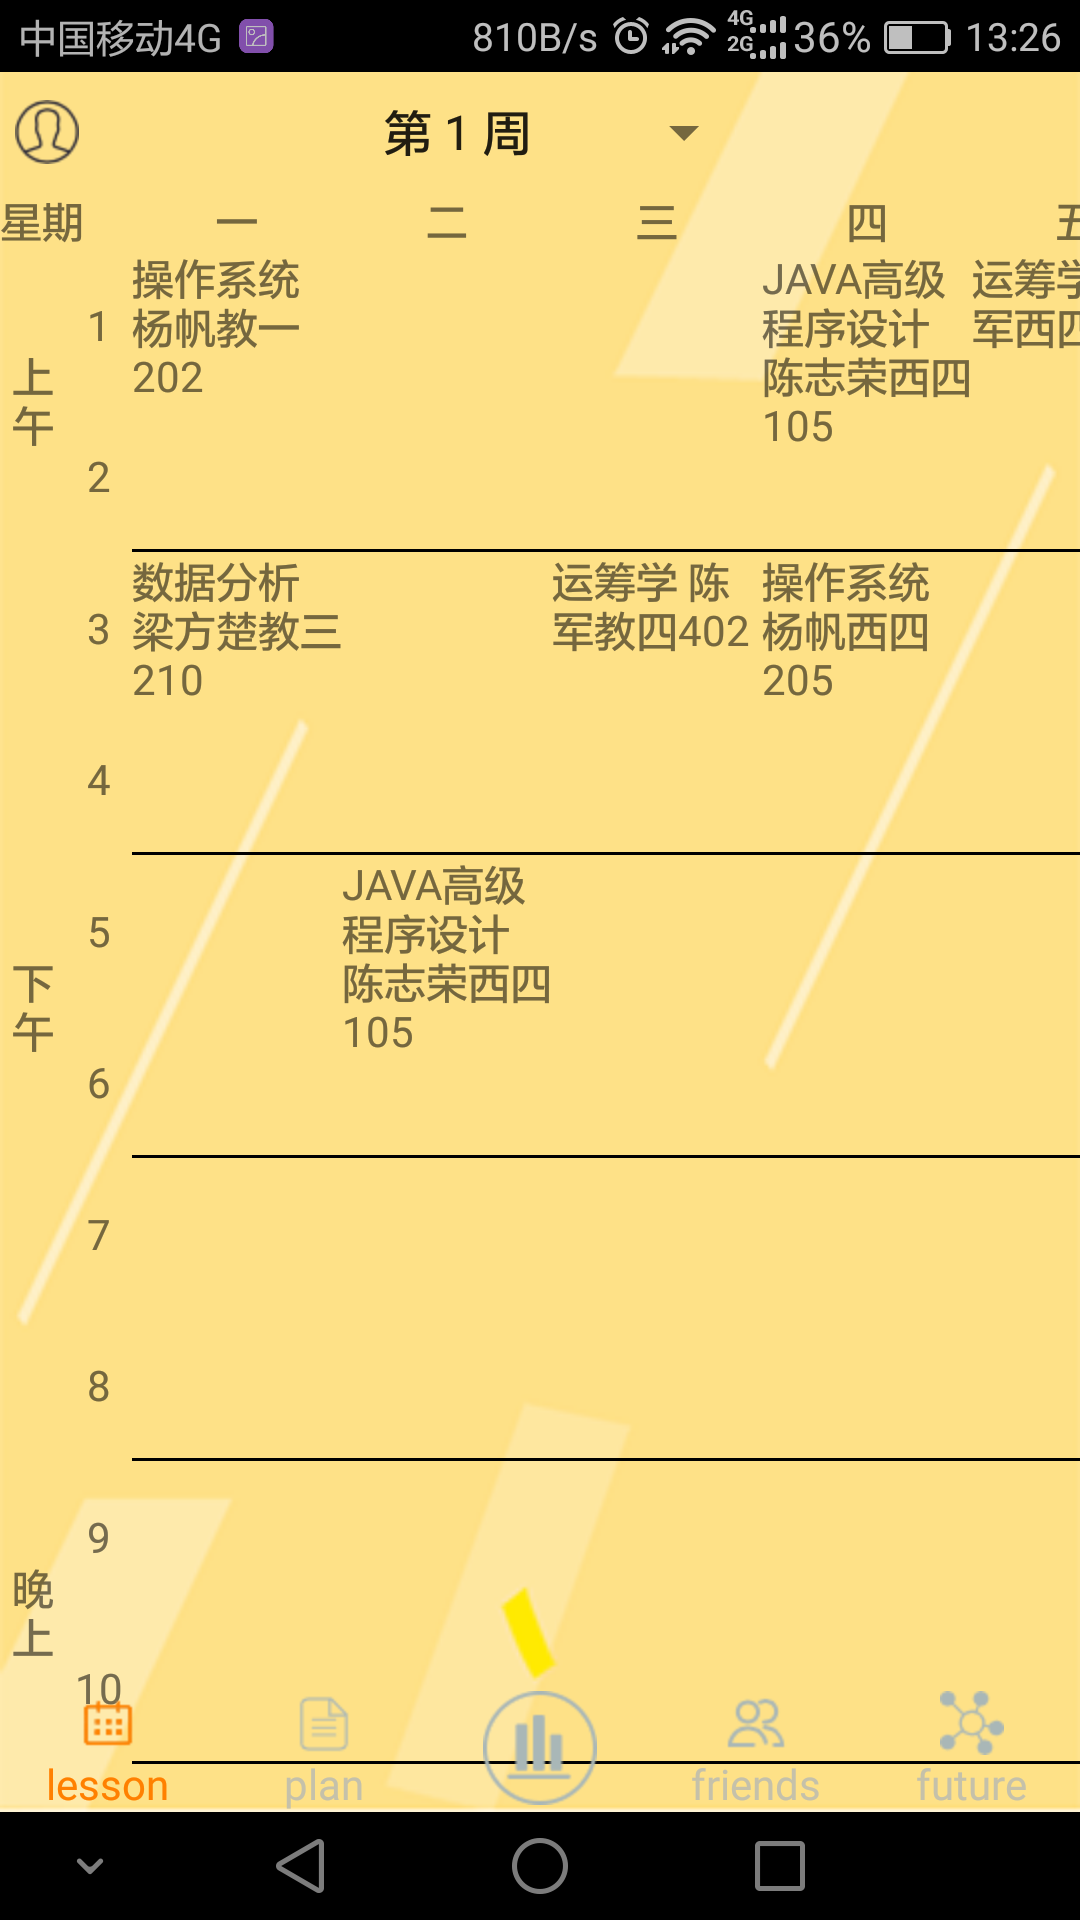 中国移动4G 810B/s 4G 2G 36% 13:26
第 1 周
星期 一 二 三 四 五
上
午
1
操作系统
杨帆教一
202
JAVA高级
程序设计
陈志荣西四
105
运筹学
军西四
2
3
数据分析
梁方楚教三
210
运筹学 陈
军教四402
操作系统
杨帆西四
205
4
下
午
5
JAVA高级
程序设计
陈志荣西四
105
6
7
8
晚
上
9
10
lesson plan friends future